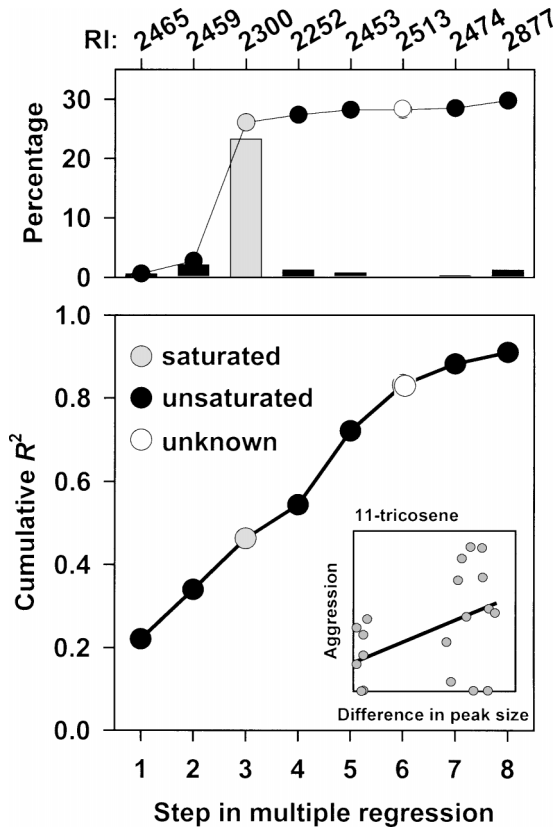 RI: 2465 2459 2300 2252 2453 2513 2474 2877
30
20
10
0
Percentage
1.0
0.8
0.6
0.4
0.2
0.0
Cumulative R²
saturated
unsaturated
unknown
11-tricosene
Aggression
Difference in peak size
1 2 3 4 5 6 7 8
Step in multiple regression